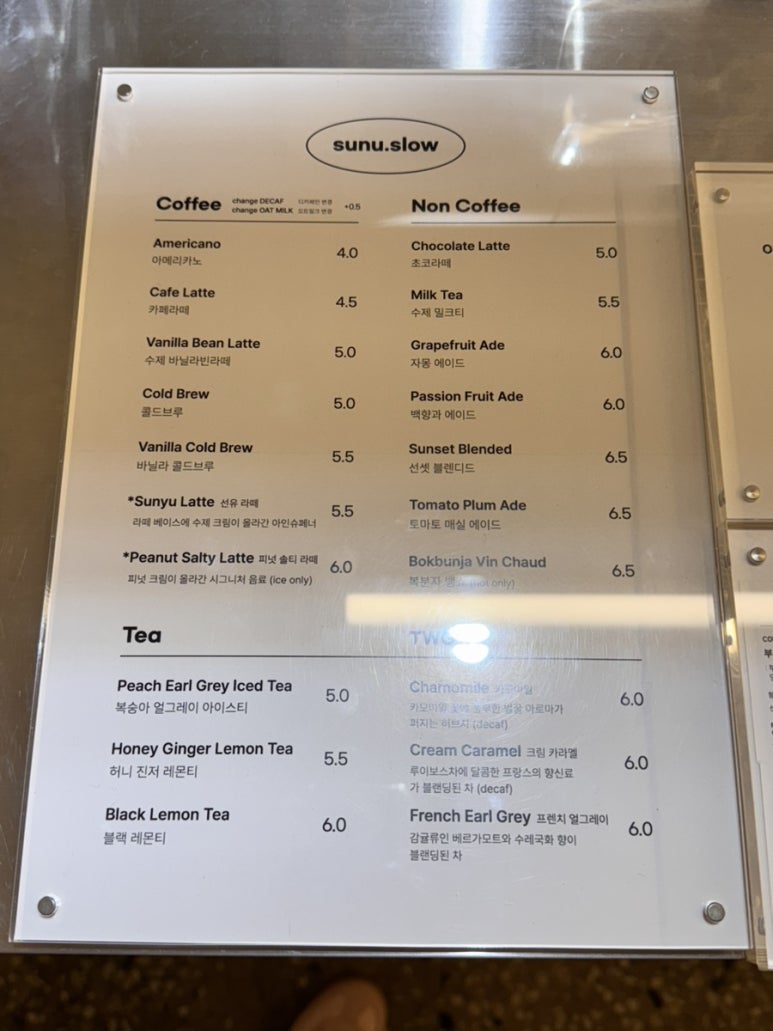 sunu.slow
Coffee
change DECAF 디카페인 변경
change OAT MILK 오트밀크 변경
+0.5
Americano
아메리카노
4.0
Cafe Latte
카페라떼
4.5
Vanilla Bean Latte
수제 바닐라빈라떼
5.0
Cold Brew
콜드브루
5.0
Vanilla Cold Brew
바닐라 콜드브루
5.5
*Sunyu Latte 선유 라떼
라떼 베이스에 수제 크림이 올라간 아인슈페너
5.5
*Peanut Salty Latte 피넛 솔티 라떼
피넛 크림이 올라간 시그니처 음료 (ice only)
6.0
Non Coffee
Chocolate Latte
초코라떼
5.0
Milk Tea
수제 밀크티
5.5
Grapefruit Ade
자몽 에이드
6.0
Passion Fruit Ade
백향과 에이드
6.0
Sunset Blended
선셋 블렌디드
6.5
Tomato Plum Ade
토마토 매실 에이드
6.5
Bokbunja Vin Chaud
복분자 뱅쇼 (hot only)
6.5
Tea
Peach Earl Grey Iced Tea
복숭아 얼그레이 아이스티
5.0
Honey Ginger Lemon Tea
허니 진저 레몬티
5.5
Black Lemon Tea
블랙 레몬티
6.0
Chamomile
퍼지는 허브차 (decaf)
6.0
Cream Caramel 크림 카라멜
루이보스차에 달콤한 프랑스의 향신료
가 블랜딩된 차 (decaf)
6.0
French Earl Grey 프렌치 얼그레이
감귤류인 베르가모트와 수레국화 향이
블랜딩된 차
6.0